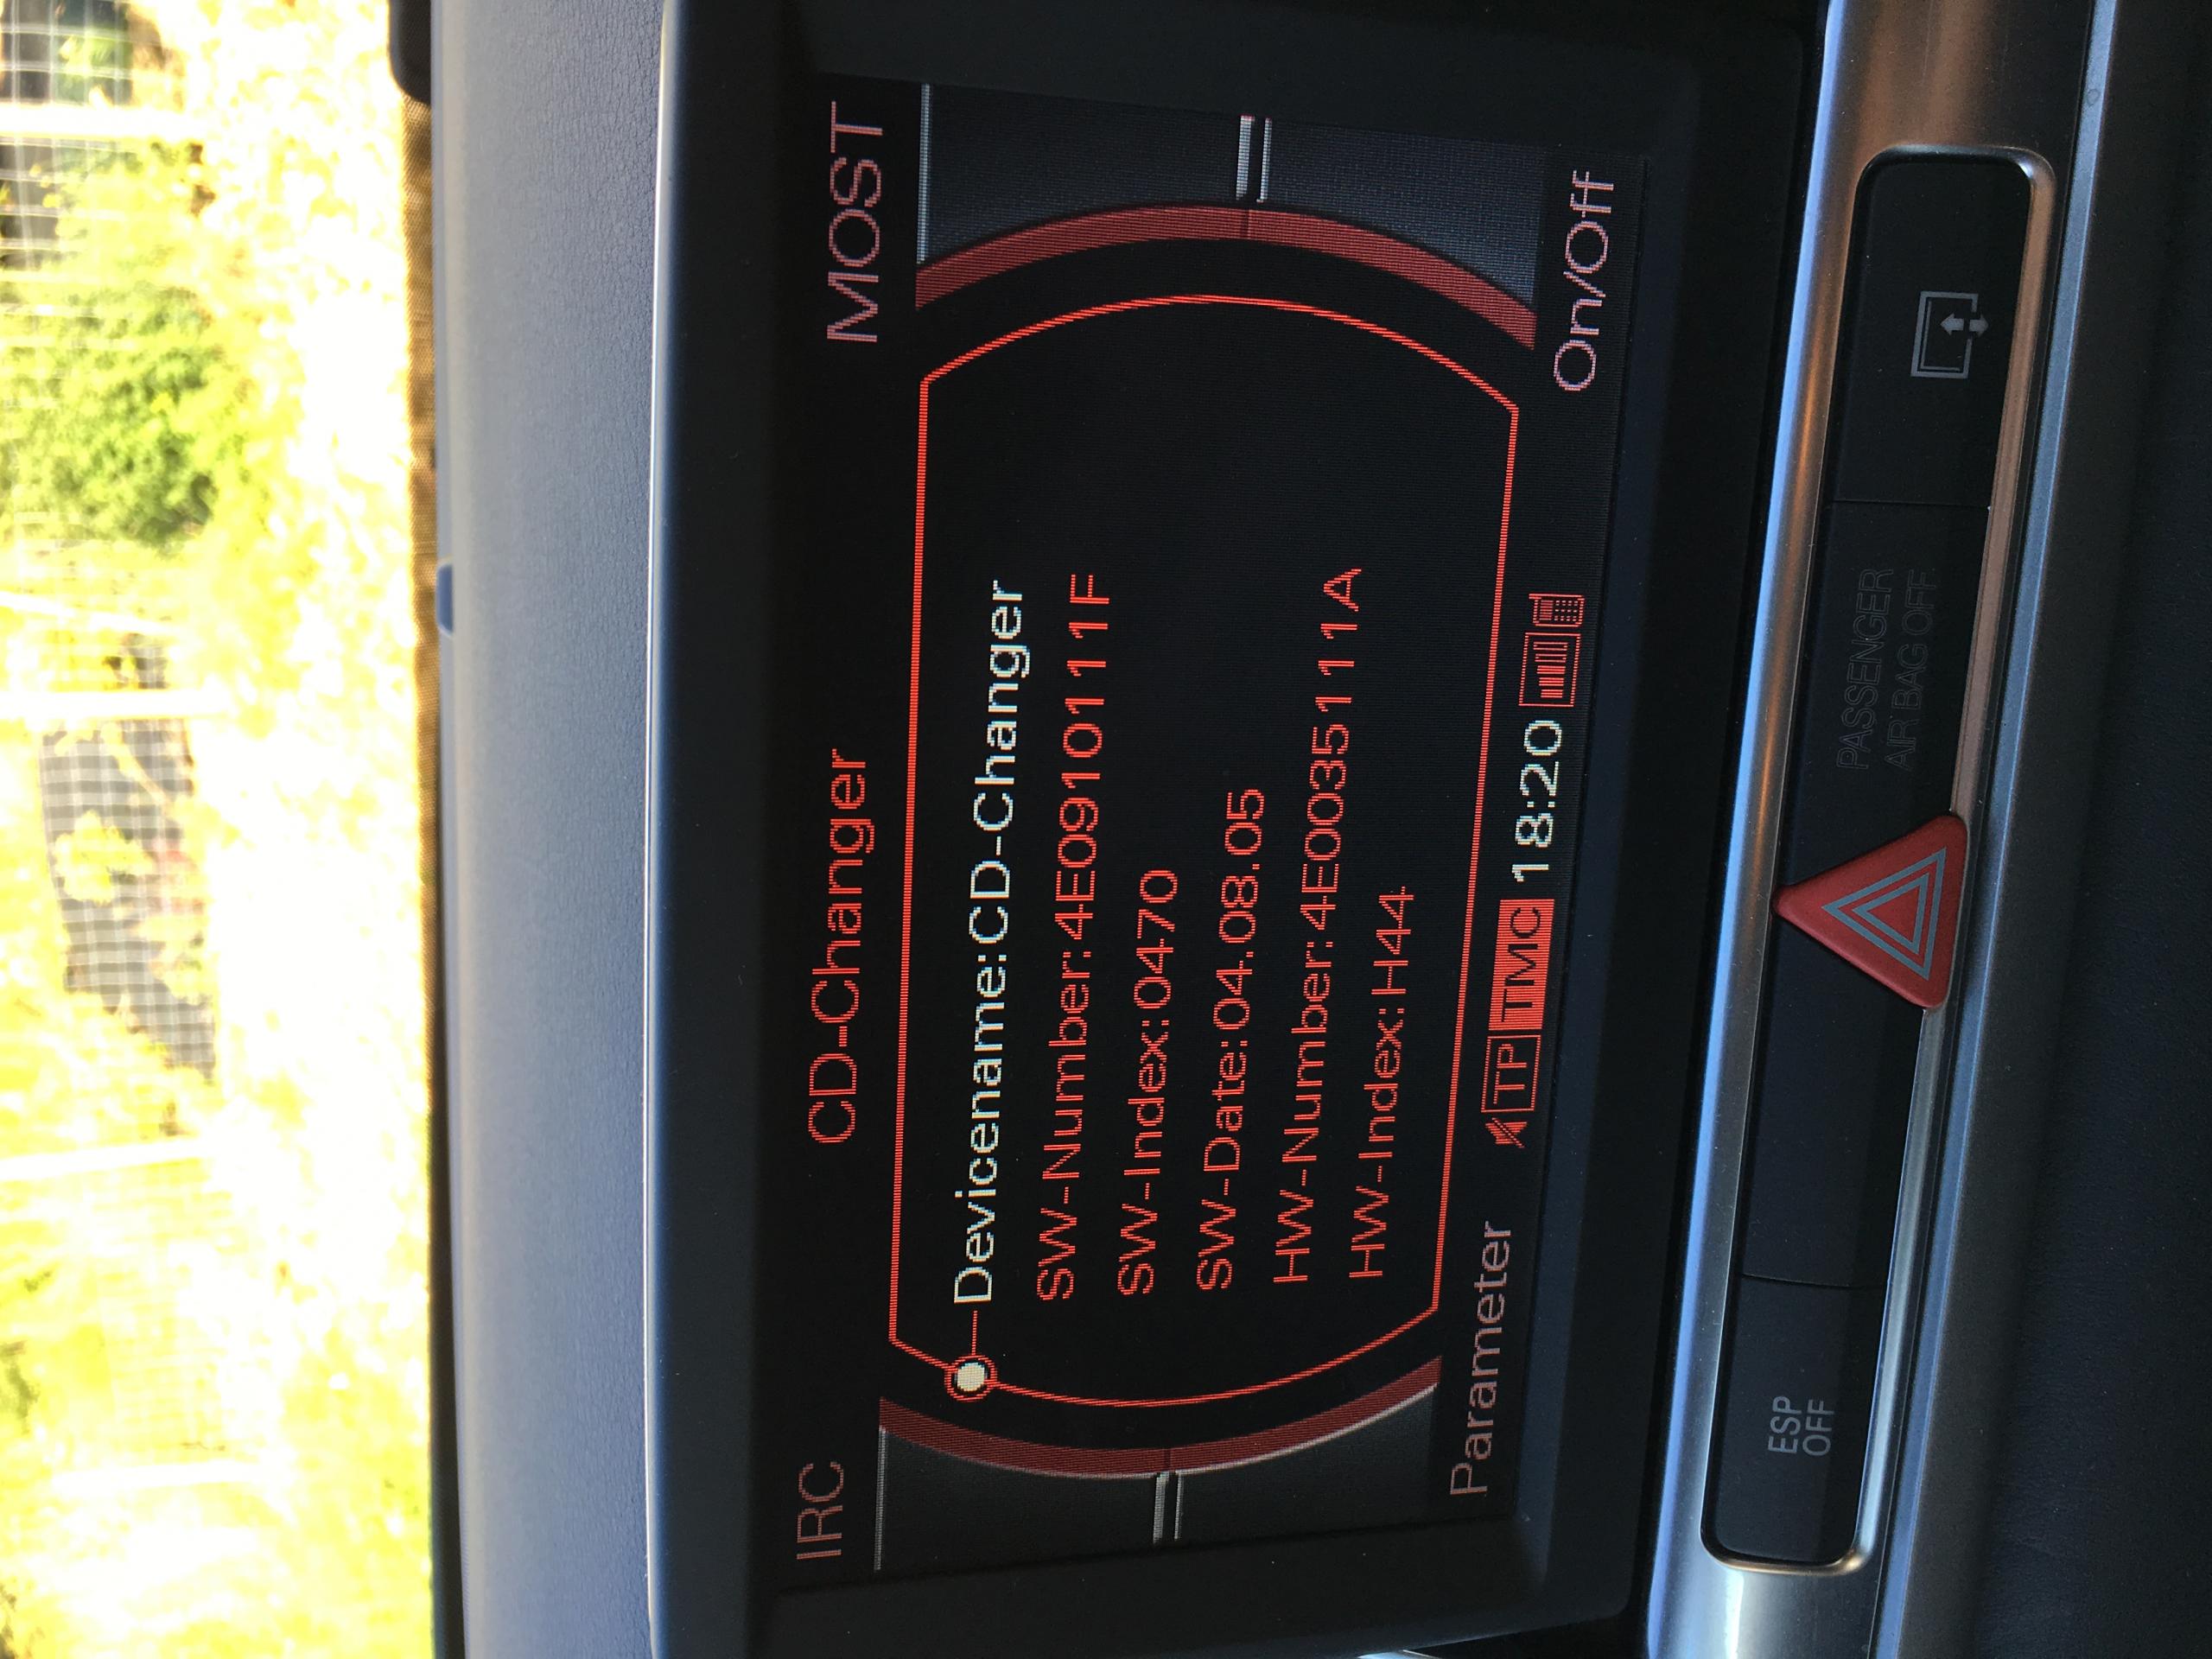 CD-Changer
IRC
MOST
Devicename:CD-Changer
SW-Number:4E0910111F
SW-Index:0470
SW-Date:04.08.05
HW-Number:4E0035111A
HW-Index:H44
Parameter
TP TMC 18:20
On/Off
ESP
OFF
PASSENGER
AIR BAG OFF